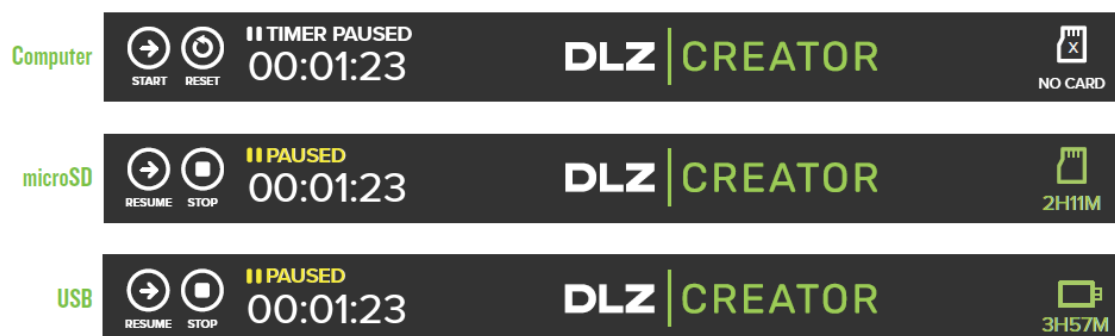 Computer
START RESET
TIMER PAUSED
00:01:23
DLZ CREATOR
X
NO CARD
microSD
RESUME STOP
PAUSED
00:01:23
DLZ CREATOR
2H11M
USB
RESUME STOP
PAUSED
00:01:23
DLZ CREATOR
3H57M